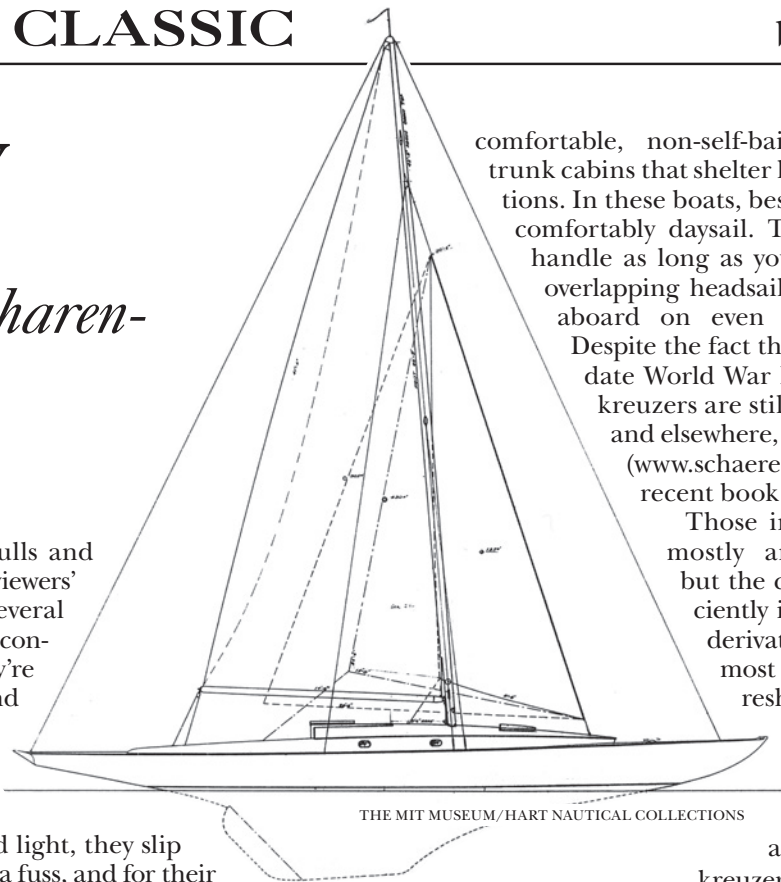 CLASSIC
haren-
ulls and
viewers'
everal
con-
y're
nd
d light, they slip
a fuss, and for their
comfortable, non-self-bai
trunk cabins that shelter
tions. In these boats, bes
comfortably daysail. T
handle as long as you
overlapping headsail
aboard on even
Despite the fact th
date World War
kreuzers are stil
and elsewhere,
(www.schaere
recent book
Those in
mostly a
but the
ciently i
derivat
most
resh
THE MIT MUSEUM/HART NAUTICAL COLLECTIONS
a
kreuzer